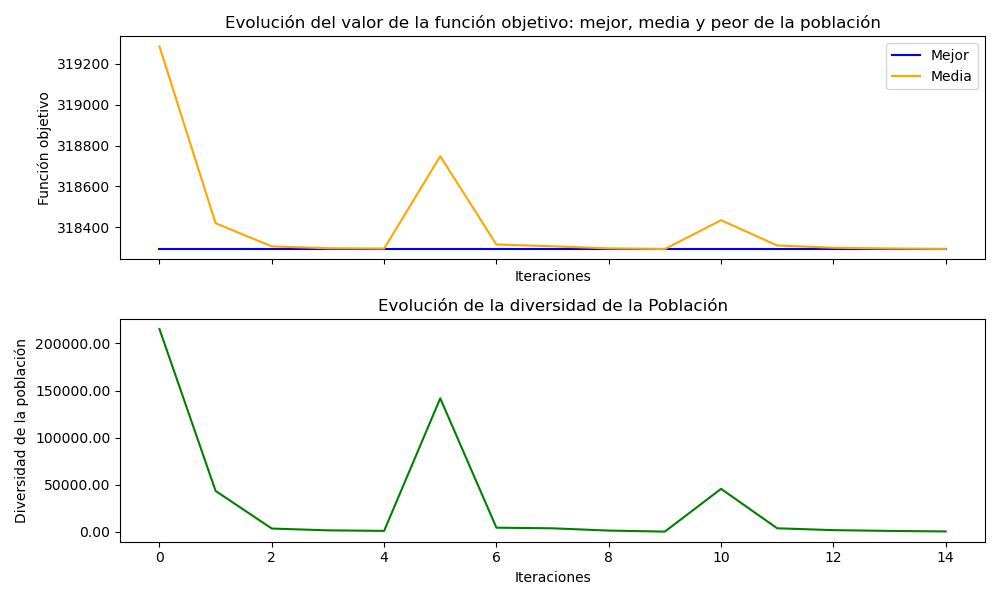 Evolución del valor de la función objetivo: mejor, media y peor de la población
Función objetivo
319200
319000
318800
318600
318400
Mejor
Media
Iteraciones
Evolución de la diversidad de la Población
Diversidad de la población
200000.00
150000.00
100000.00
50000.00
0.00
0 2 4 6 8 10 12 14
Iteraciones